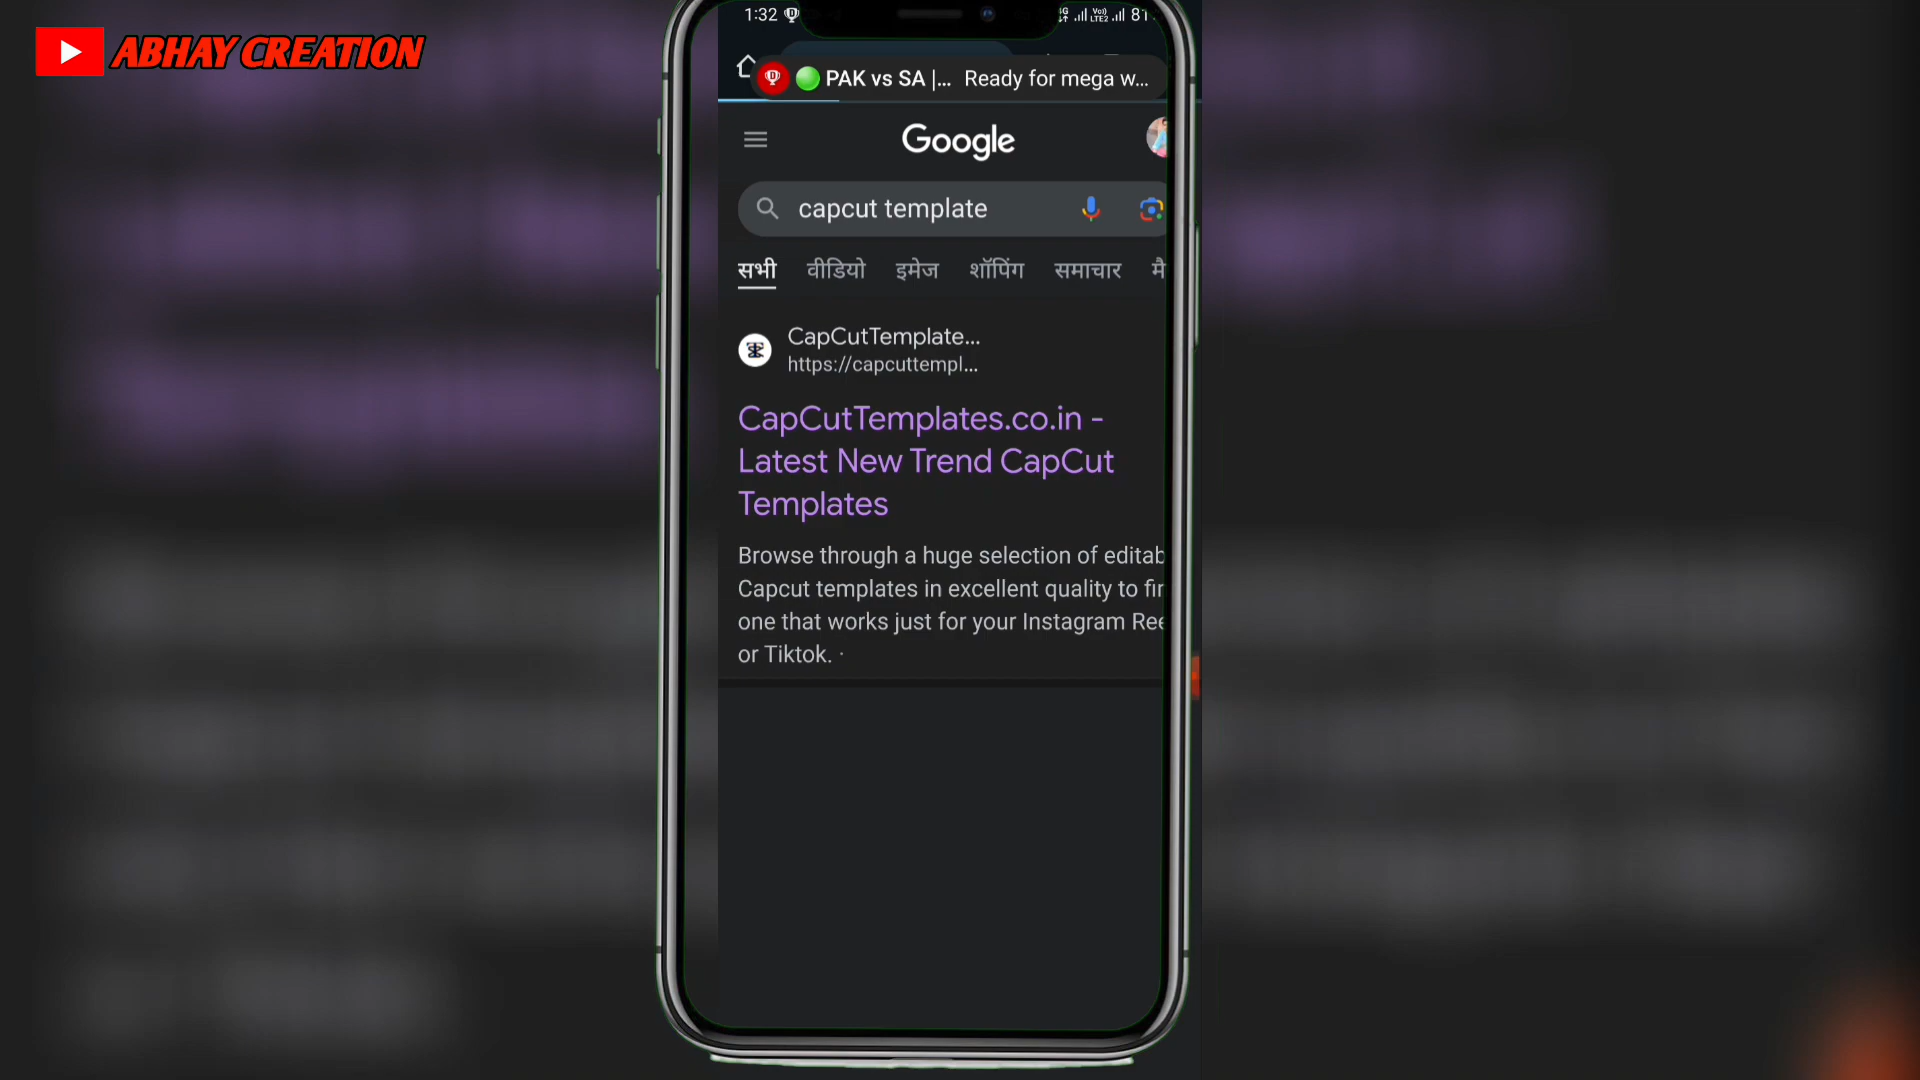 ABHAY CREATION
1:32
PAK vs SA |... Ready for mega w...
Google
capcut template
सभी वीडियो इमेज शॉपिंग समाचार
CapCutTemplate...
https://capcuttempl...
CapCutTemplates.co.in -
Latest New Trend CapCut
Templates
Browse through a huge selection of editab
Capcut templates in excellent quality to fin
one that works just for your Instagram Ree
or Tiktok. ·